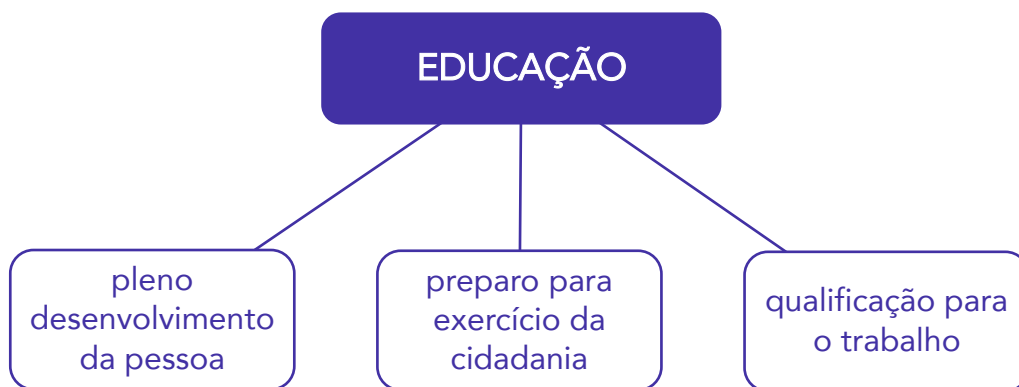 EDUCAÇÃO
pleno
desenvolvimento
da pessoa
preparo para
exercício da
cidadania
qualificação para
o trabalho